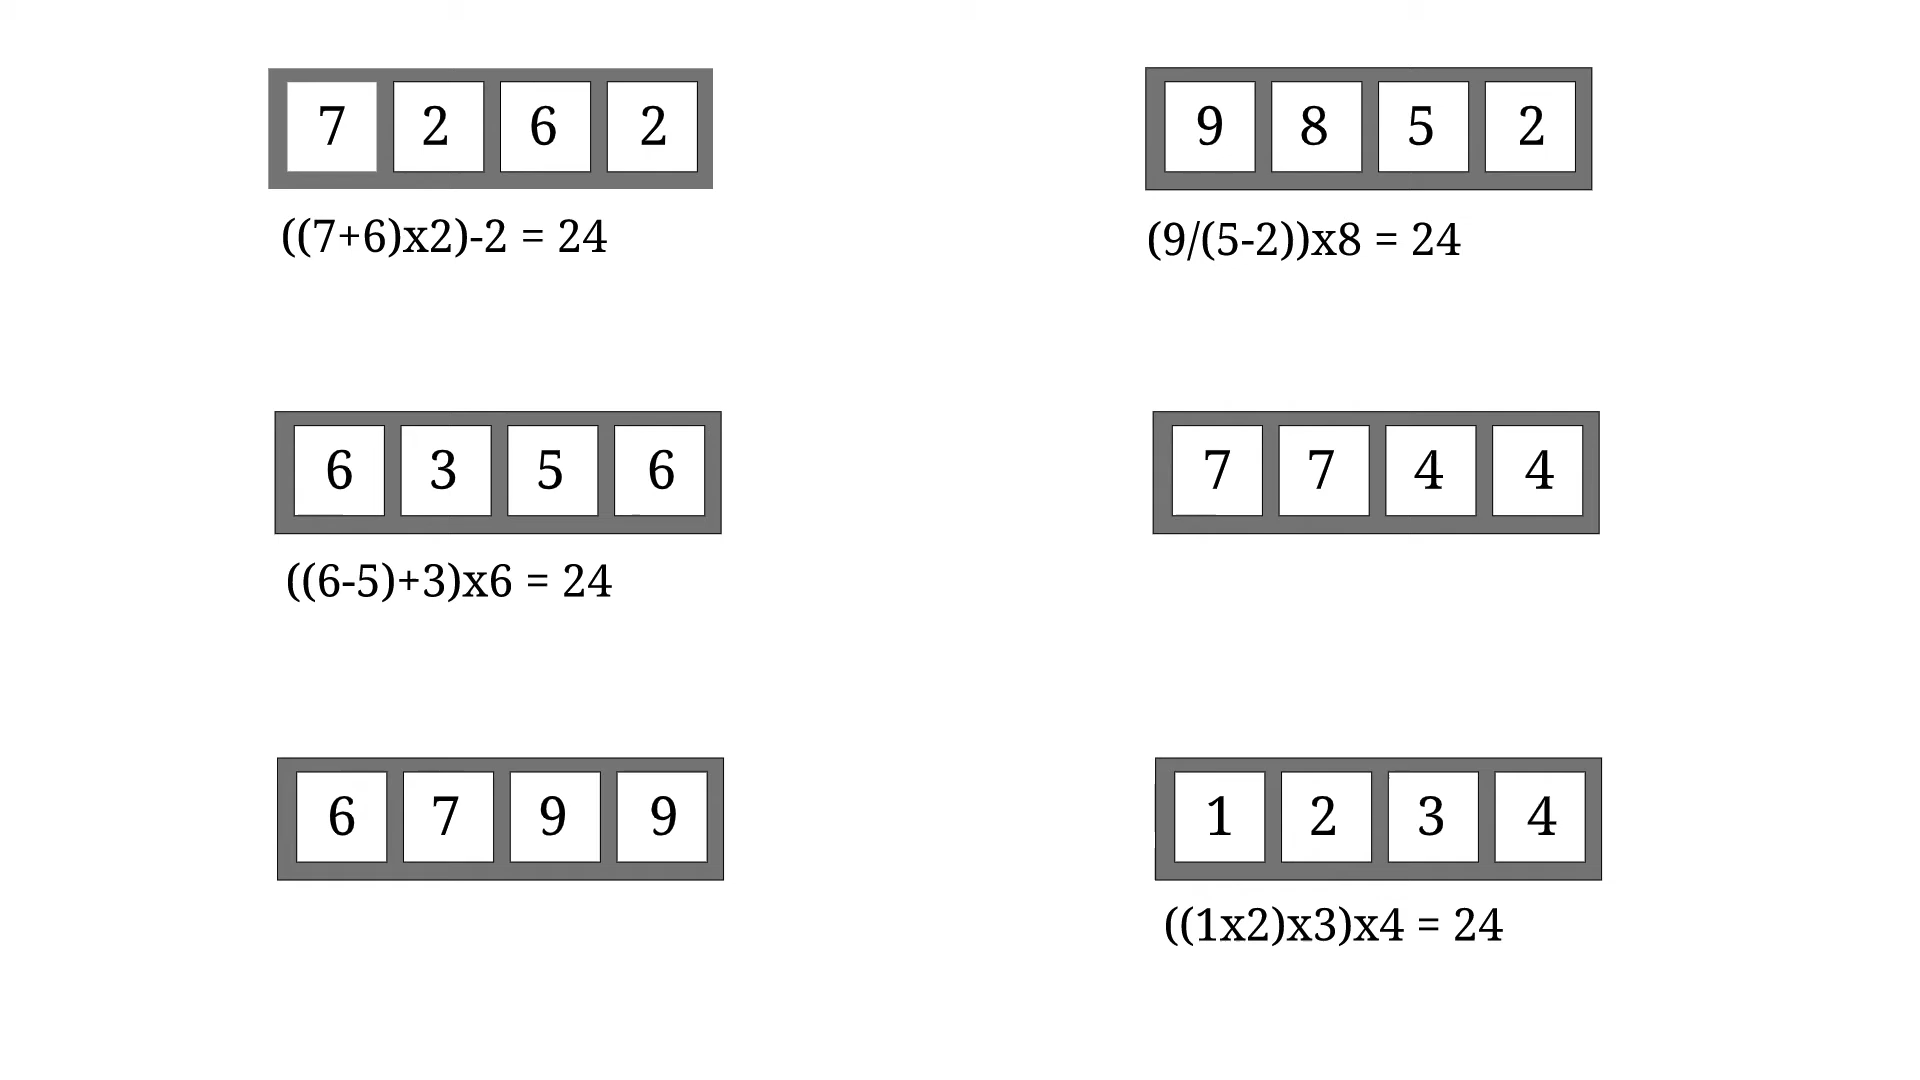 7 2 6 2
((7+6)x2)-2 = 24
9 8 5 2
(9/(5-2))x8 = 24
6 3 5 6
((6-5)+3)x6 = 24
7 7 4 4
6 7 9 9
1 2 3 4
((1x2)x3)x4 = 24